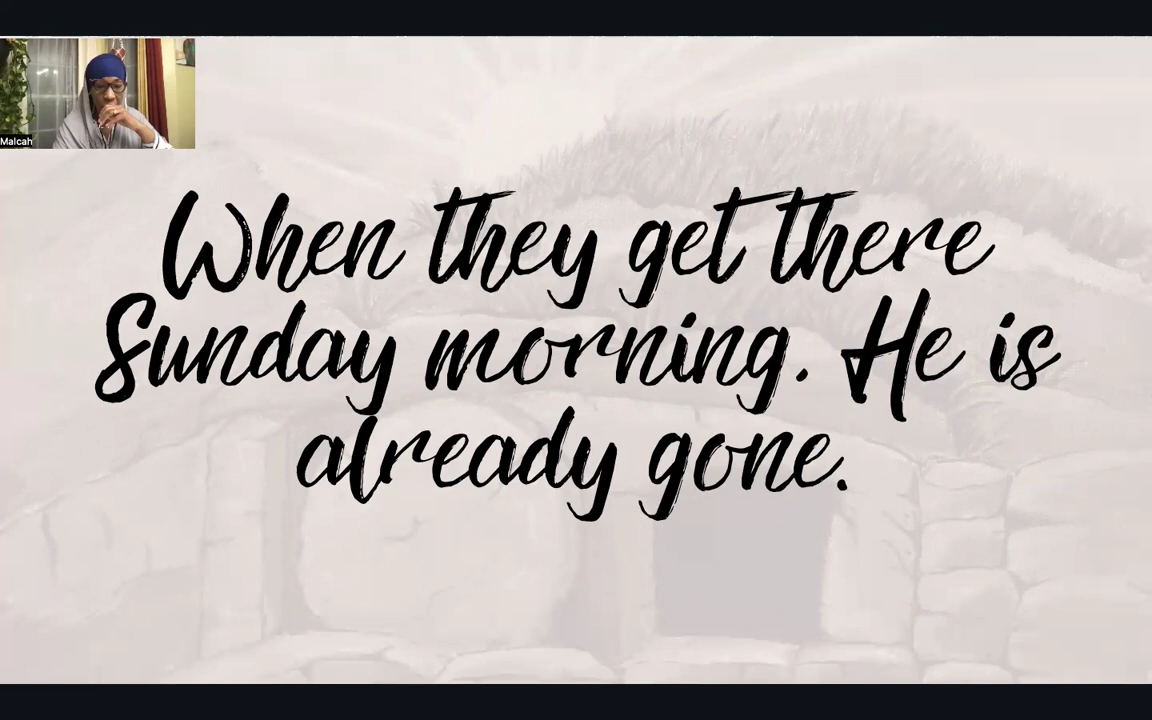 Malcah
When they get there
Sunday morning. He is
already gone.